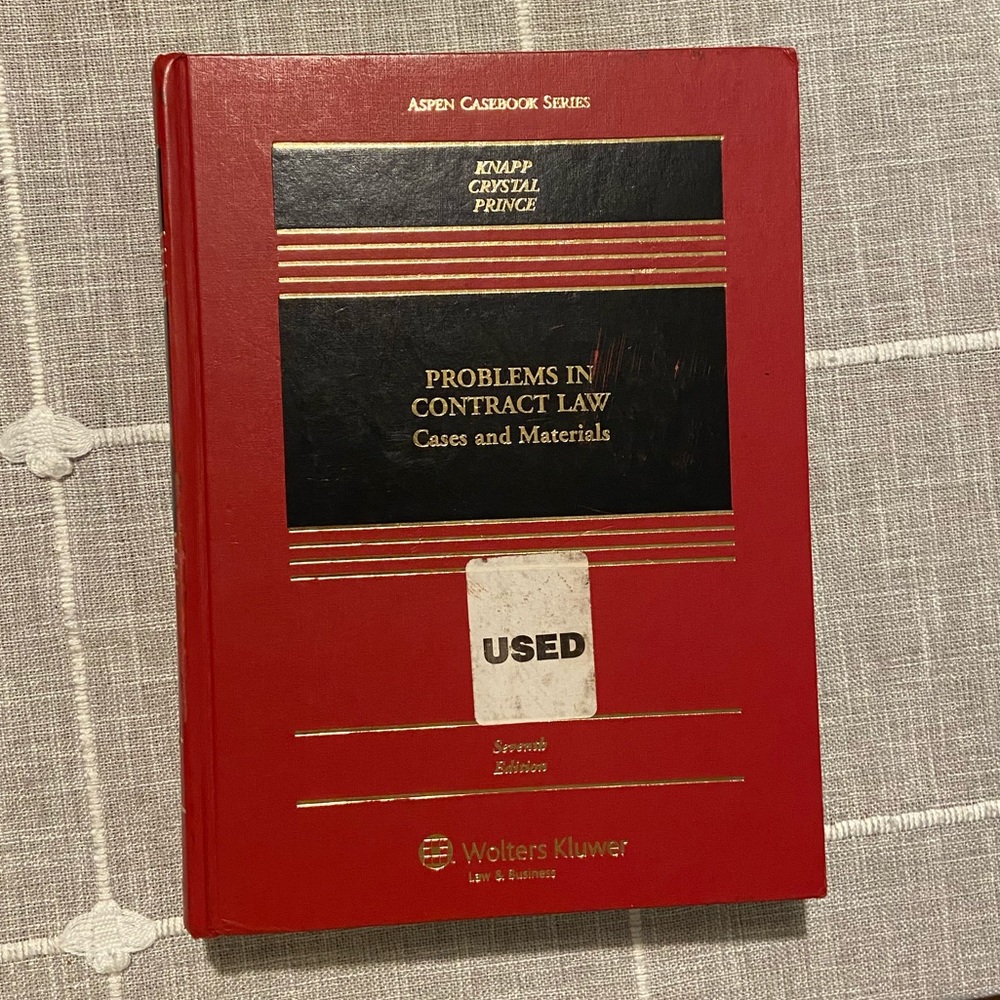 ASPEN CASEBOOK SERIES
KNAPP
CRYSTAL
PRINCE
PROBLEMS IN
CONTRACT LAW
Cases and Materials
USED
Seventh
Edition
Wolters Kluwer
Law & Business